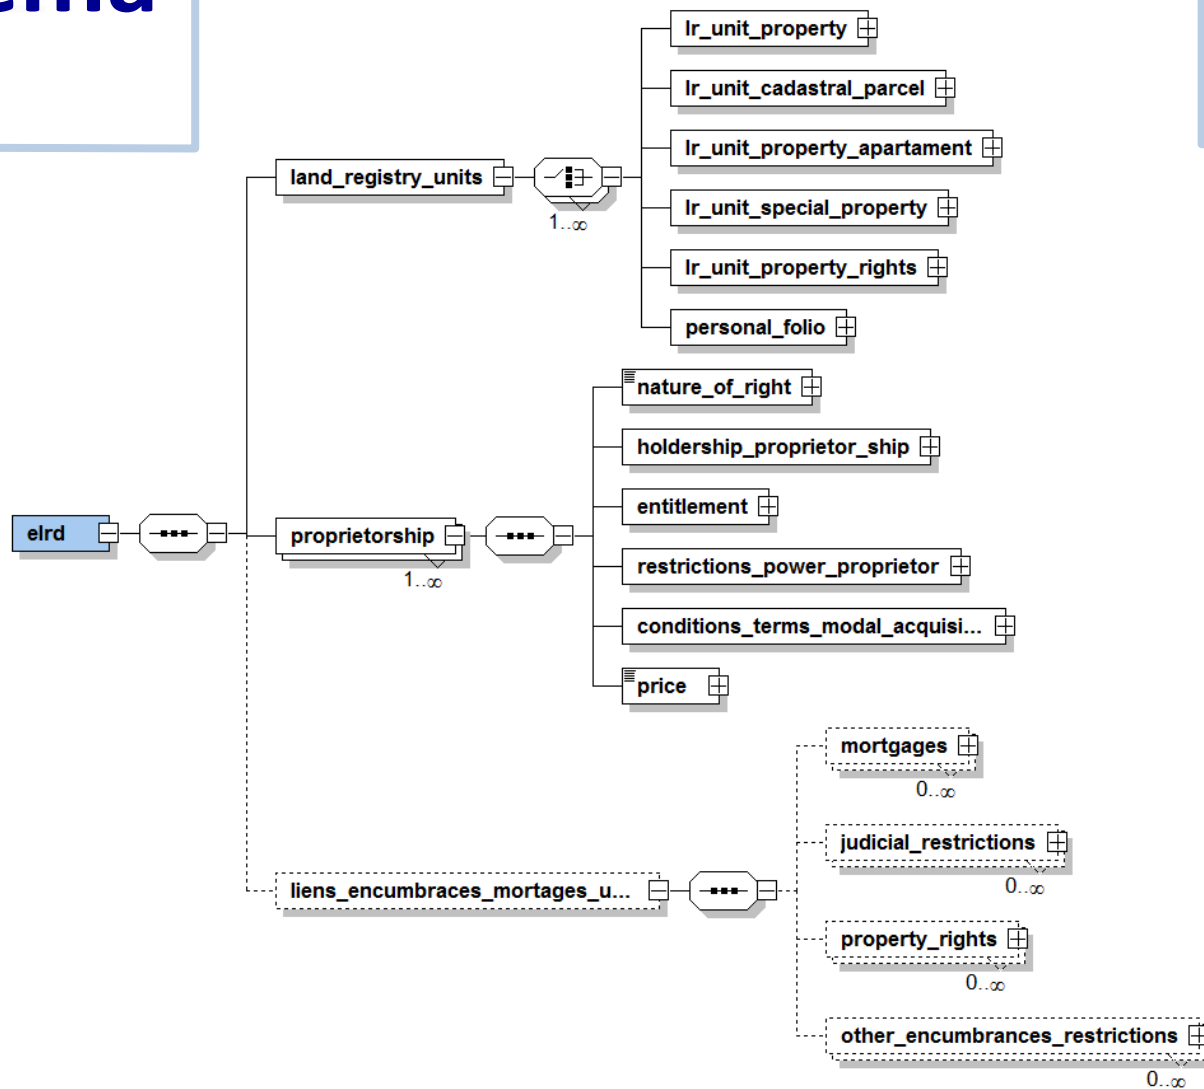 lr_unit_property
lr_unit_cadastral_parcel
lr_unit_property_apartament
land_registry_units
1..∞
lr_unit_special_property
lr_unit_property_rights
personal_folio
nature_of_right
holdership_proprietor_ship
entitlement
elrd
proprietorship
1..∞
restrictions_power_proprietor
conditions_terms_modal_acquisi...
price
mortgages
0..∞
judicial_restrictions
0..∞
liens_encumbraces_mortages_u...
property_rights
0..∞
other_encumbrances_restrictions
0..∞